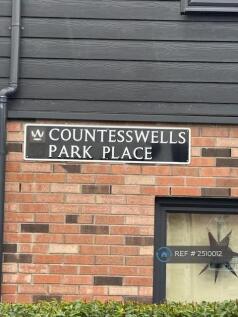 COUNTESSWELLS
PARK PLACE
REF # 2510012